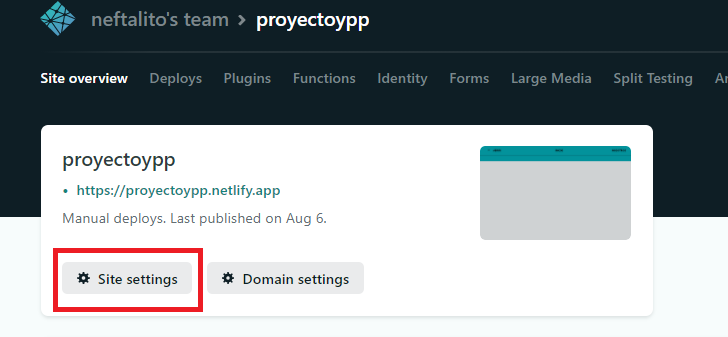 neftalito's team > proyectoypp
Site overview Deploys Plugins Functions Identity Forms Large Media Split Testing
proyectoypp
• https://proyectoypp.netlify.app
Manual deploys. Last published on Aug 6.
Site settings Domain settings